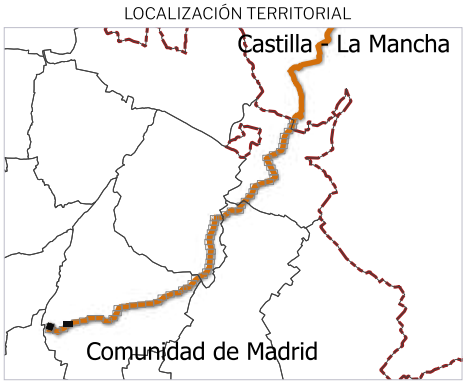 LOCALIZACIÓN TERRITORIAL
Castilla - La Mancha
Comunidad de Madrid